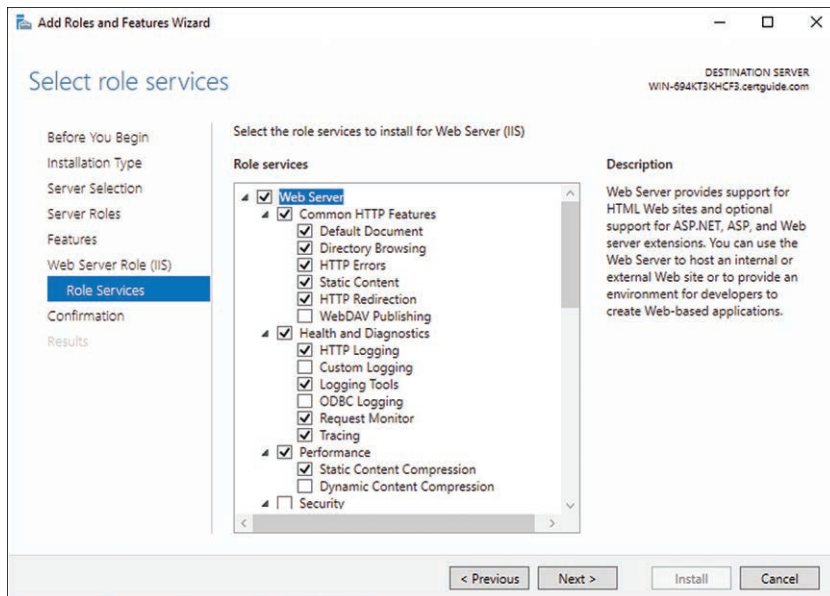 Add Roles and Features Wizard
Select role services
DESTINATION SERVER
WIN-694KT3KHCF3.certguide.com
Before You Begin
Installation Type
Server Selection
Server Roles
Features
Web Server Role (IIS)
Role Services
Confirmation
Results
Select the role services to install for Web Server (IIS)
Role services
Web Server
Common HTTP Features
Default Document
Directory Browsing
HTTP Errors
Static Content
HTTP Redirection
WebDAV Publishing
Health and Diagnostics
HTTP Logging
Custom Logging
Logging Tools
ODBC Logging
Request Monitor
Tracing
Performance
Static Content Compression
Dynamic Content Compression
Security
Description
Web Server provides support for
HTML Web sites and optional
support for ASP.NET, ASP, and Web
server extensions. You can use the
Web Server to host an internal or
external Web site or to provide an
environment for developers to
create Web-based applications.
< Previous
Next >
Install
Cancel